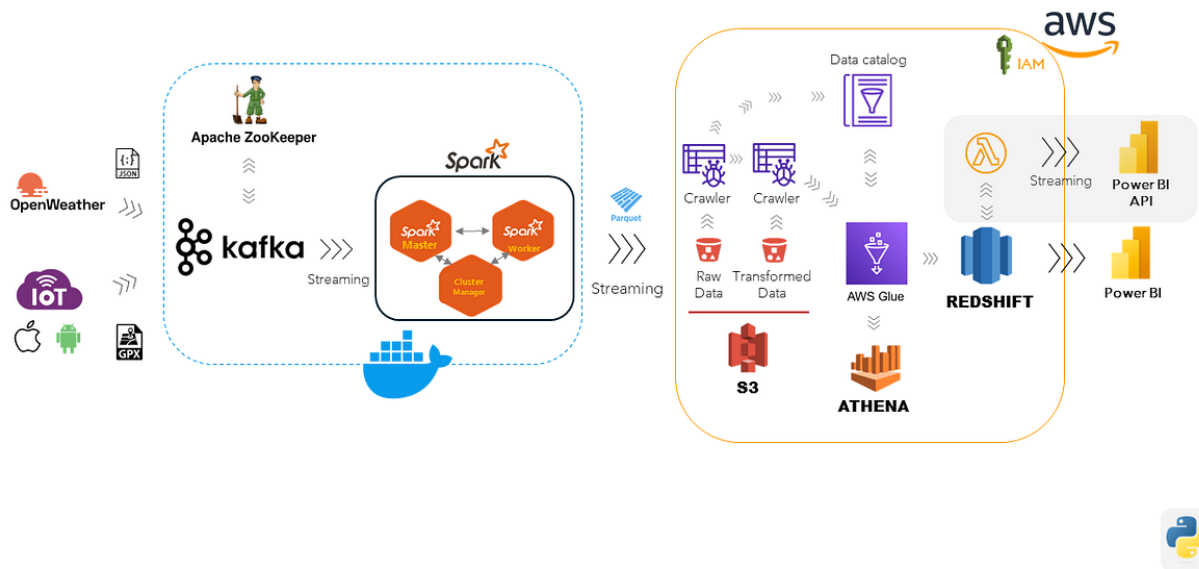 aws
IAM
Data catalog
Apache ZooKeeper
{;}
JSON
Spark
OpenWeather
Crawler
Crawler
Streaming
Power BI
API
Parquet
kafka
Streaming
Spark
Master
Spark
Worker
Cluster
Manager
Streaming
IOT
GPX
Raw
Data
Transformed
Data
AWS Glue
REDSHIFT
Power BI
S3
ATHENA